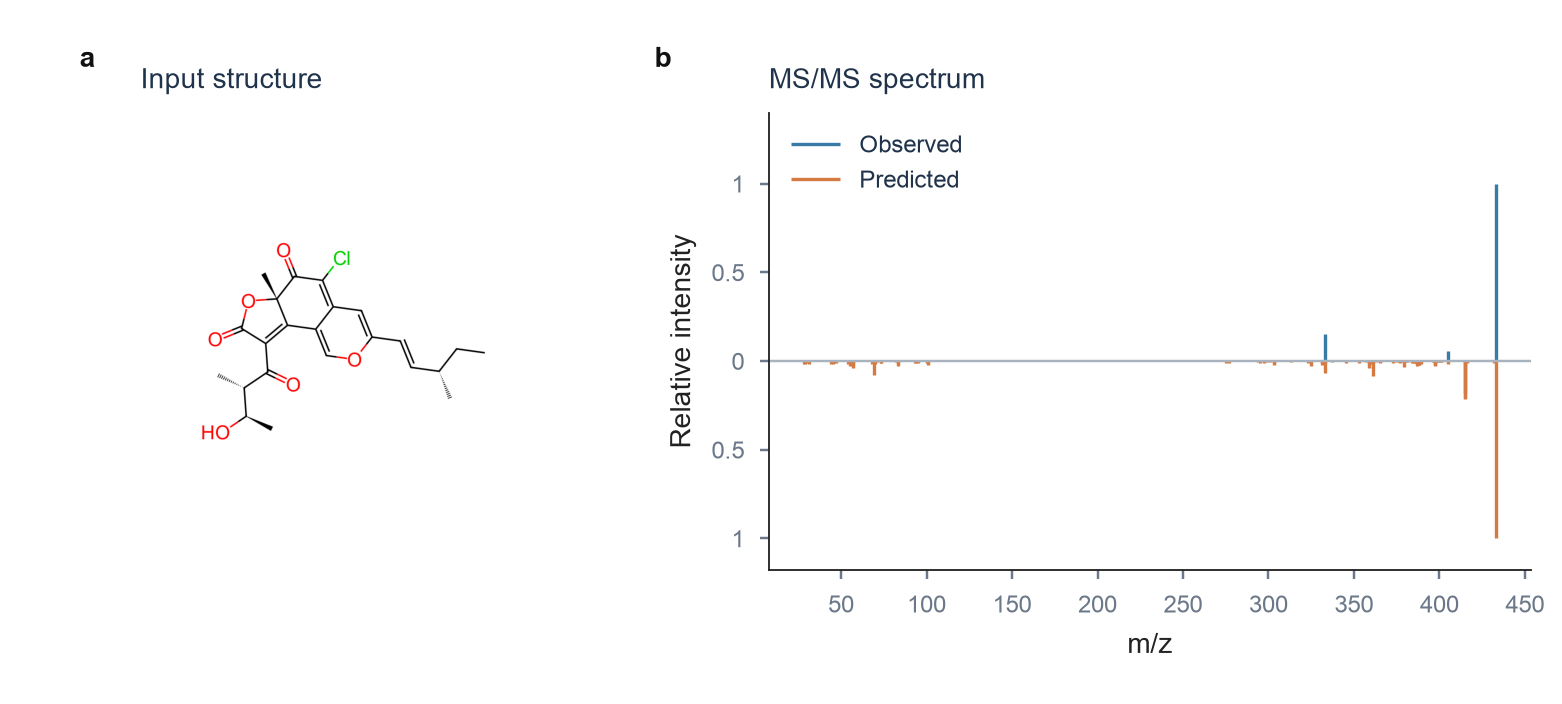 a
Input structure
O
Cl
O
O
O
O
HO
b
MS/MS spectrum
Observed
Predicted
Relative intensity
1
0.5
0
0.5
1
50 100 150 200 250 300 350 400 450
m/z